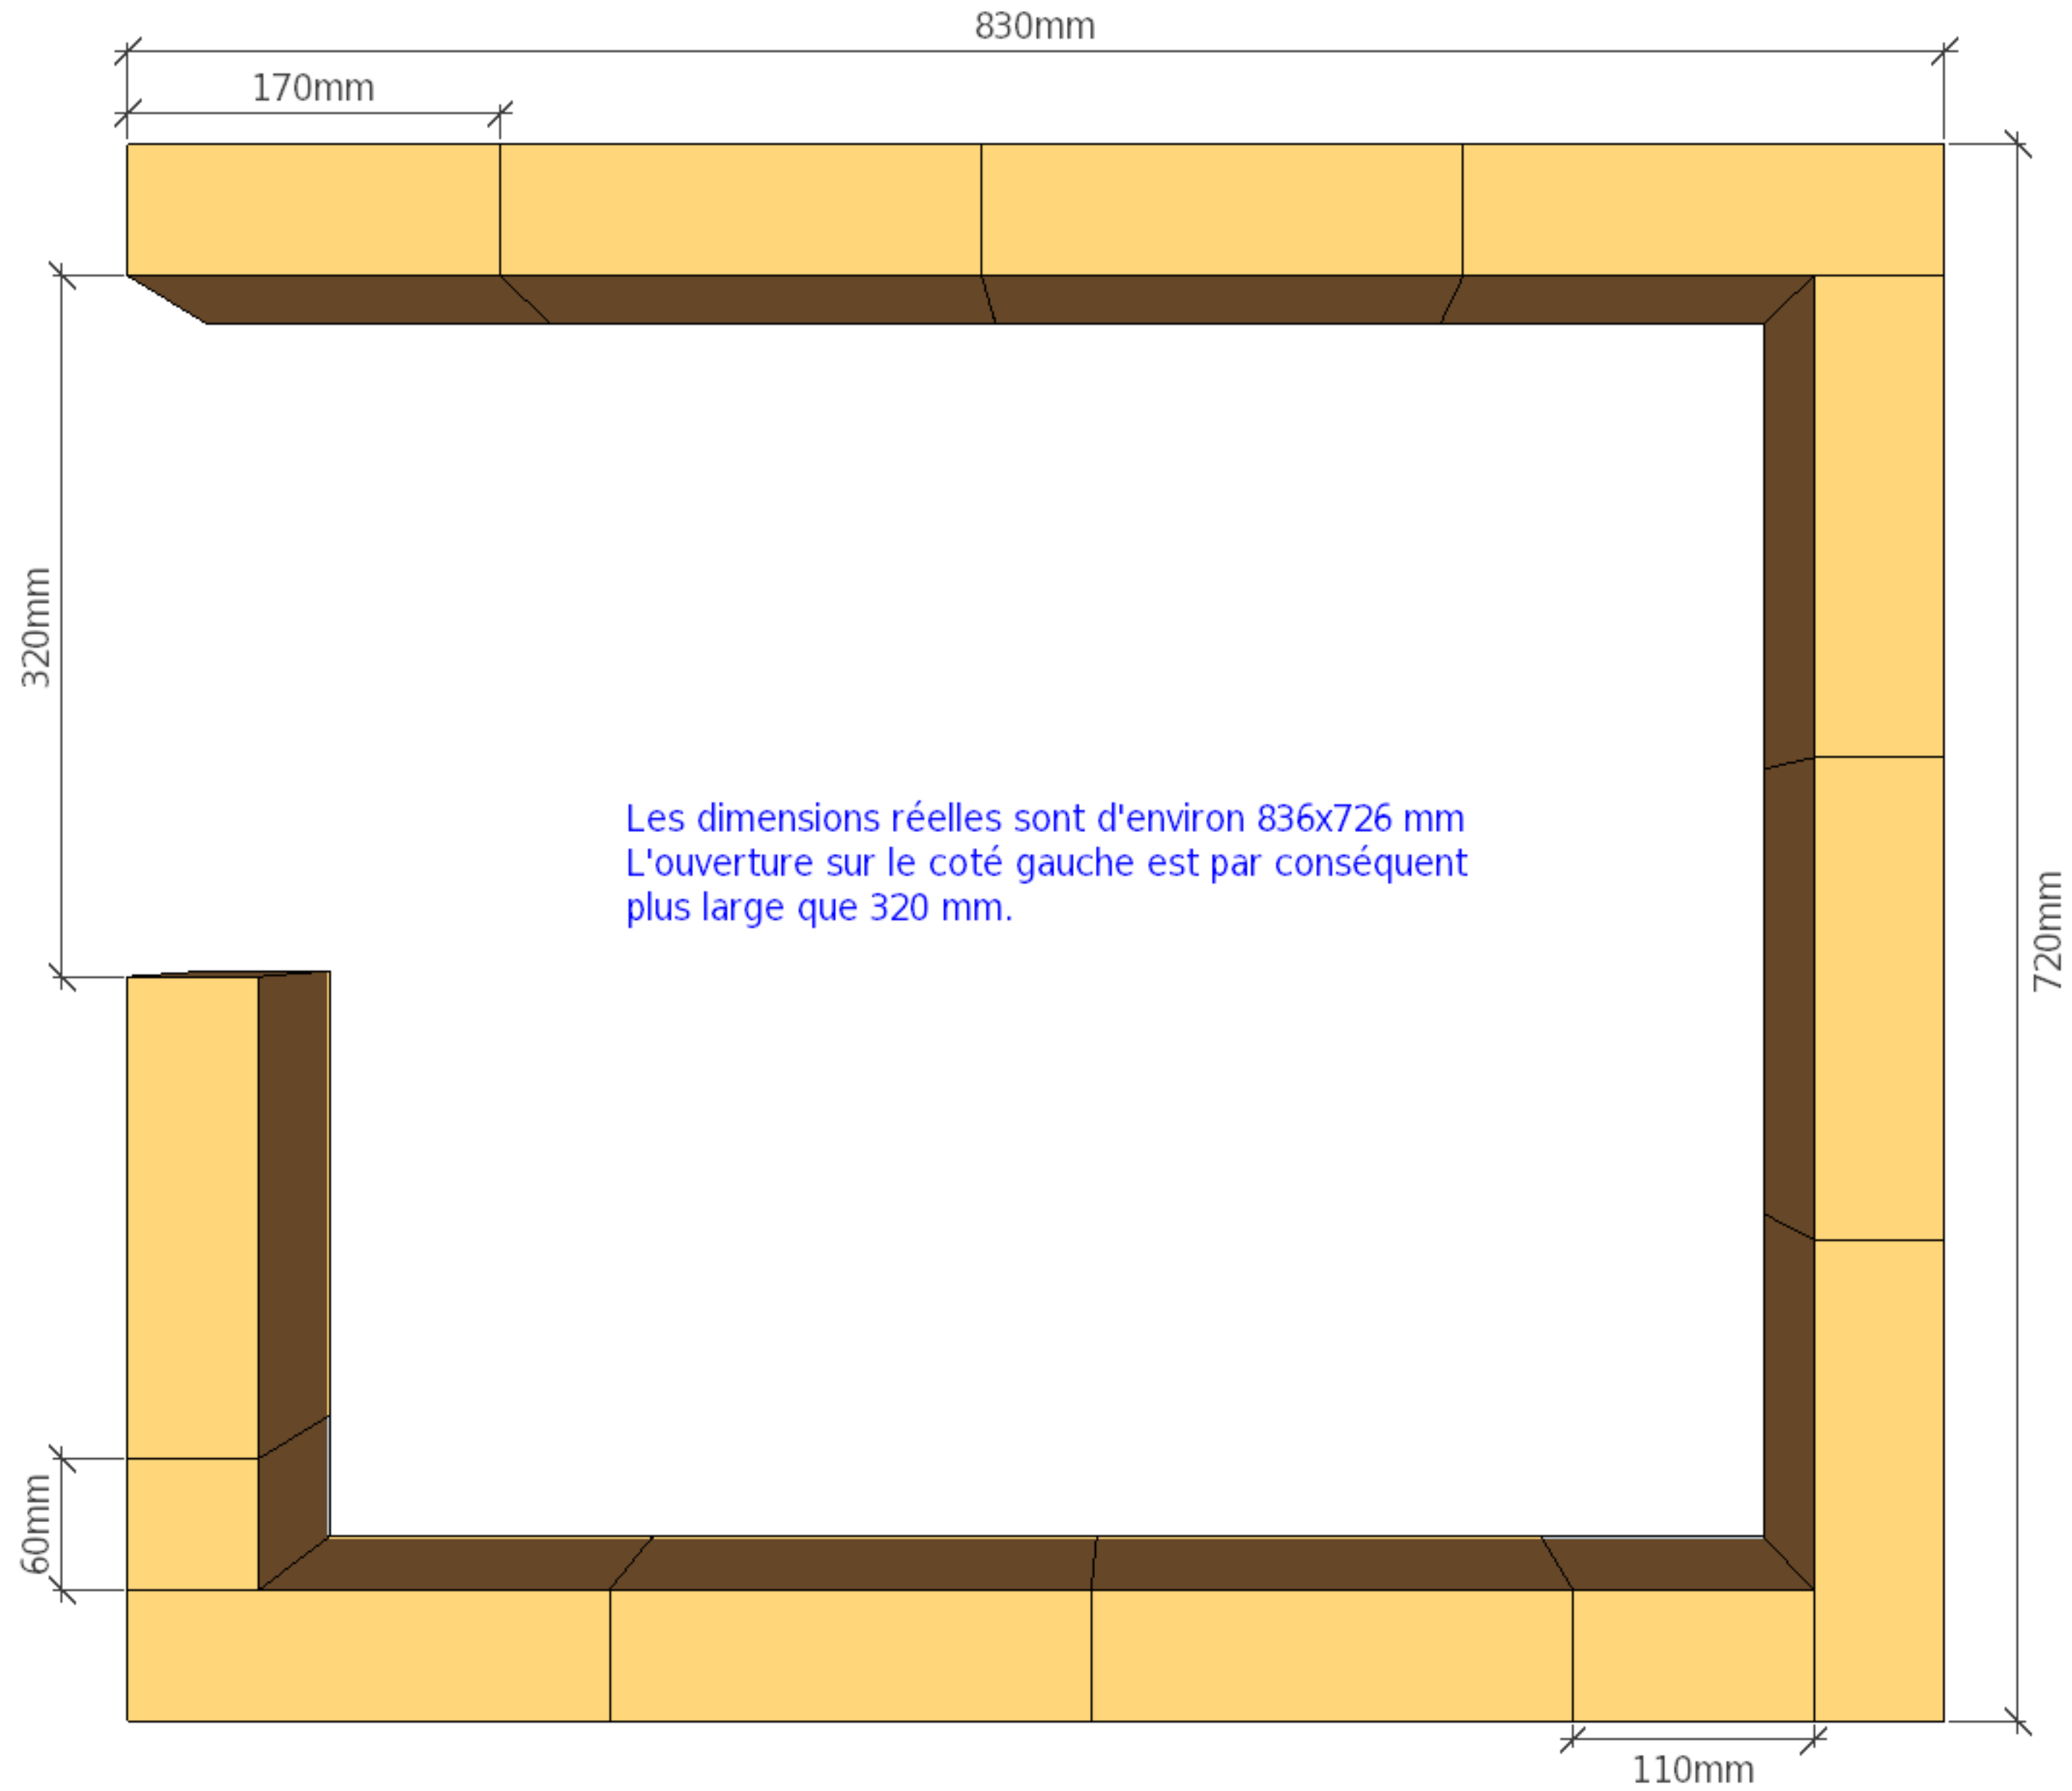 830mm
170mm
320mm
Les dimensions réelles sont d'environ 836x726 mm
L'ouverture sur le coté gauche est par conséquent
plus large que 320 mm.
720mm
60mm
110mm